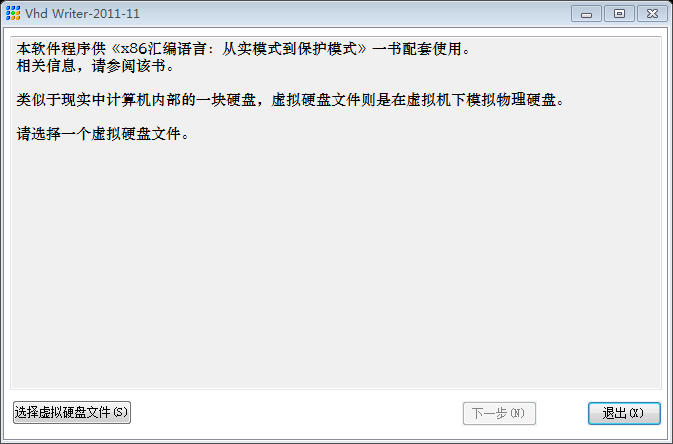 Vhd Writer-2011-11
本软件程序供《x86汇编语言：从实模式到保护模式》一书配套使用。
相关信息，请参阅该书。
类似于现实中计算机内部的一块硬盘，虚拟硬盘文件则是在虚拟机下模拟物理硬盘。
请选择一个虚拟硬盘文件。
选择虚拟硬盘文件(S)
下一步(N)
退出(X)